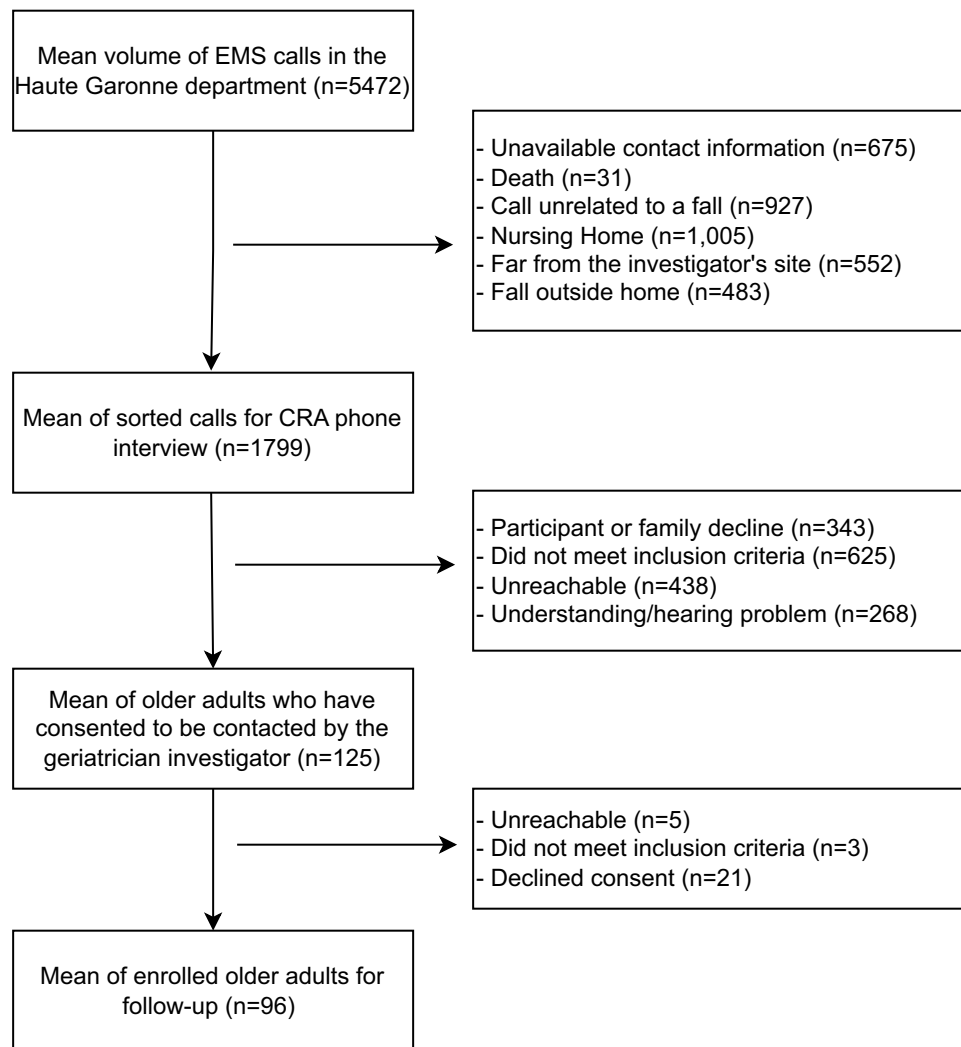 Mean volume of EMS calls in the
Haute Garonne department (n=5472)
- Unavailable contact information (n=675)
- Death (n=31)
- Call unrelated to a fall (n=927)
- Nursing Home (n=1,005)
- Far from the investigator's site (n=552)
- Fall outside home (n=483)
Mean of sorted calls for CRA phone
interview (n=1799)
- Participant or family decline (n=343)
- Did not meet inclusion criteria (n=625)
- Unreachable (n=438)
- Understanding/hearing problem (n=268)
Mean of older adults who have
consented to be contacted by the
geriatrician investigator (n=125)
- Unreachable (n=5)
- Did not meet inclusion criteria (n=3)
- Declined consent (n=21)
Mean of enrolled older adults for
follow-up (n=96)